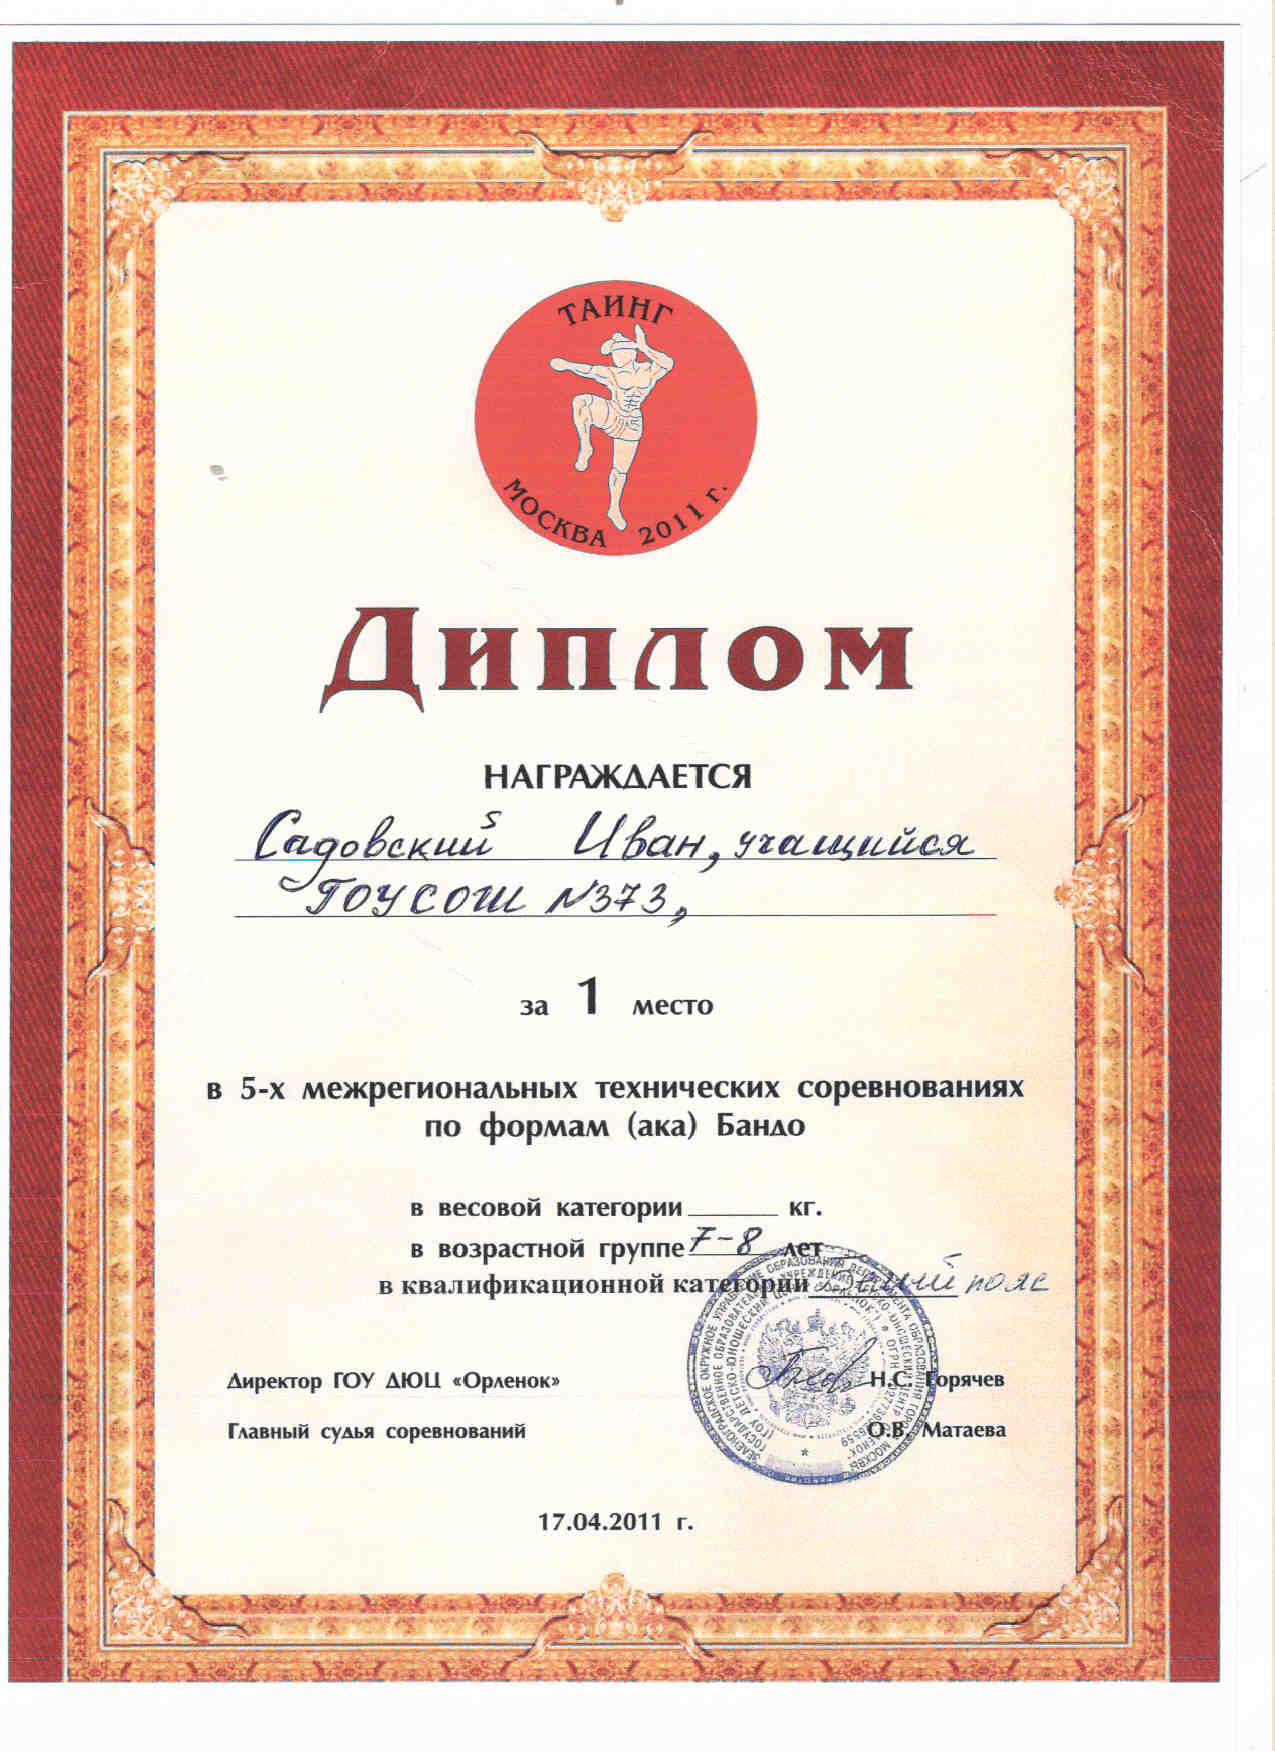 ТАИНГ
МОСКВА 2011 г.
Диплом
НАГРАЖДАЕТСЯ
Садовский Иван, учащийся
ГОУСОШ №373,
за 1 место
в 5-х межрегиональных технических соревнованиях
по формам (ака) Бандо
в весовой категории кг.
в возрастной группе 7-8 лет
в квалификационной категории пояс
Директор ГОУ ДЮЦ «Орленок» Н.С. Горячев
Главный судья соревнований О.В. Матаева
17.04.2011 г.